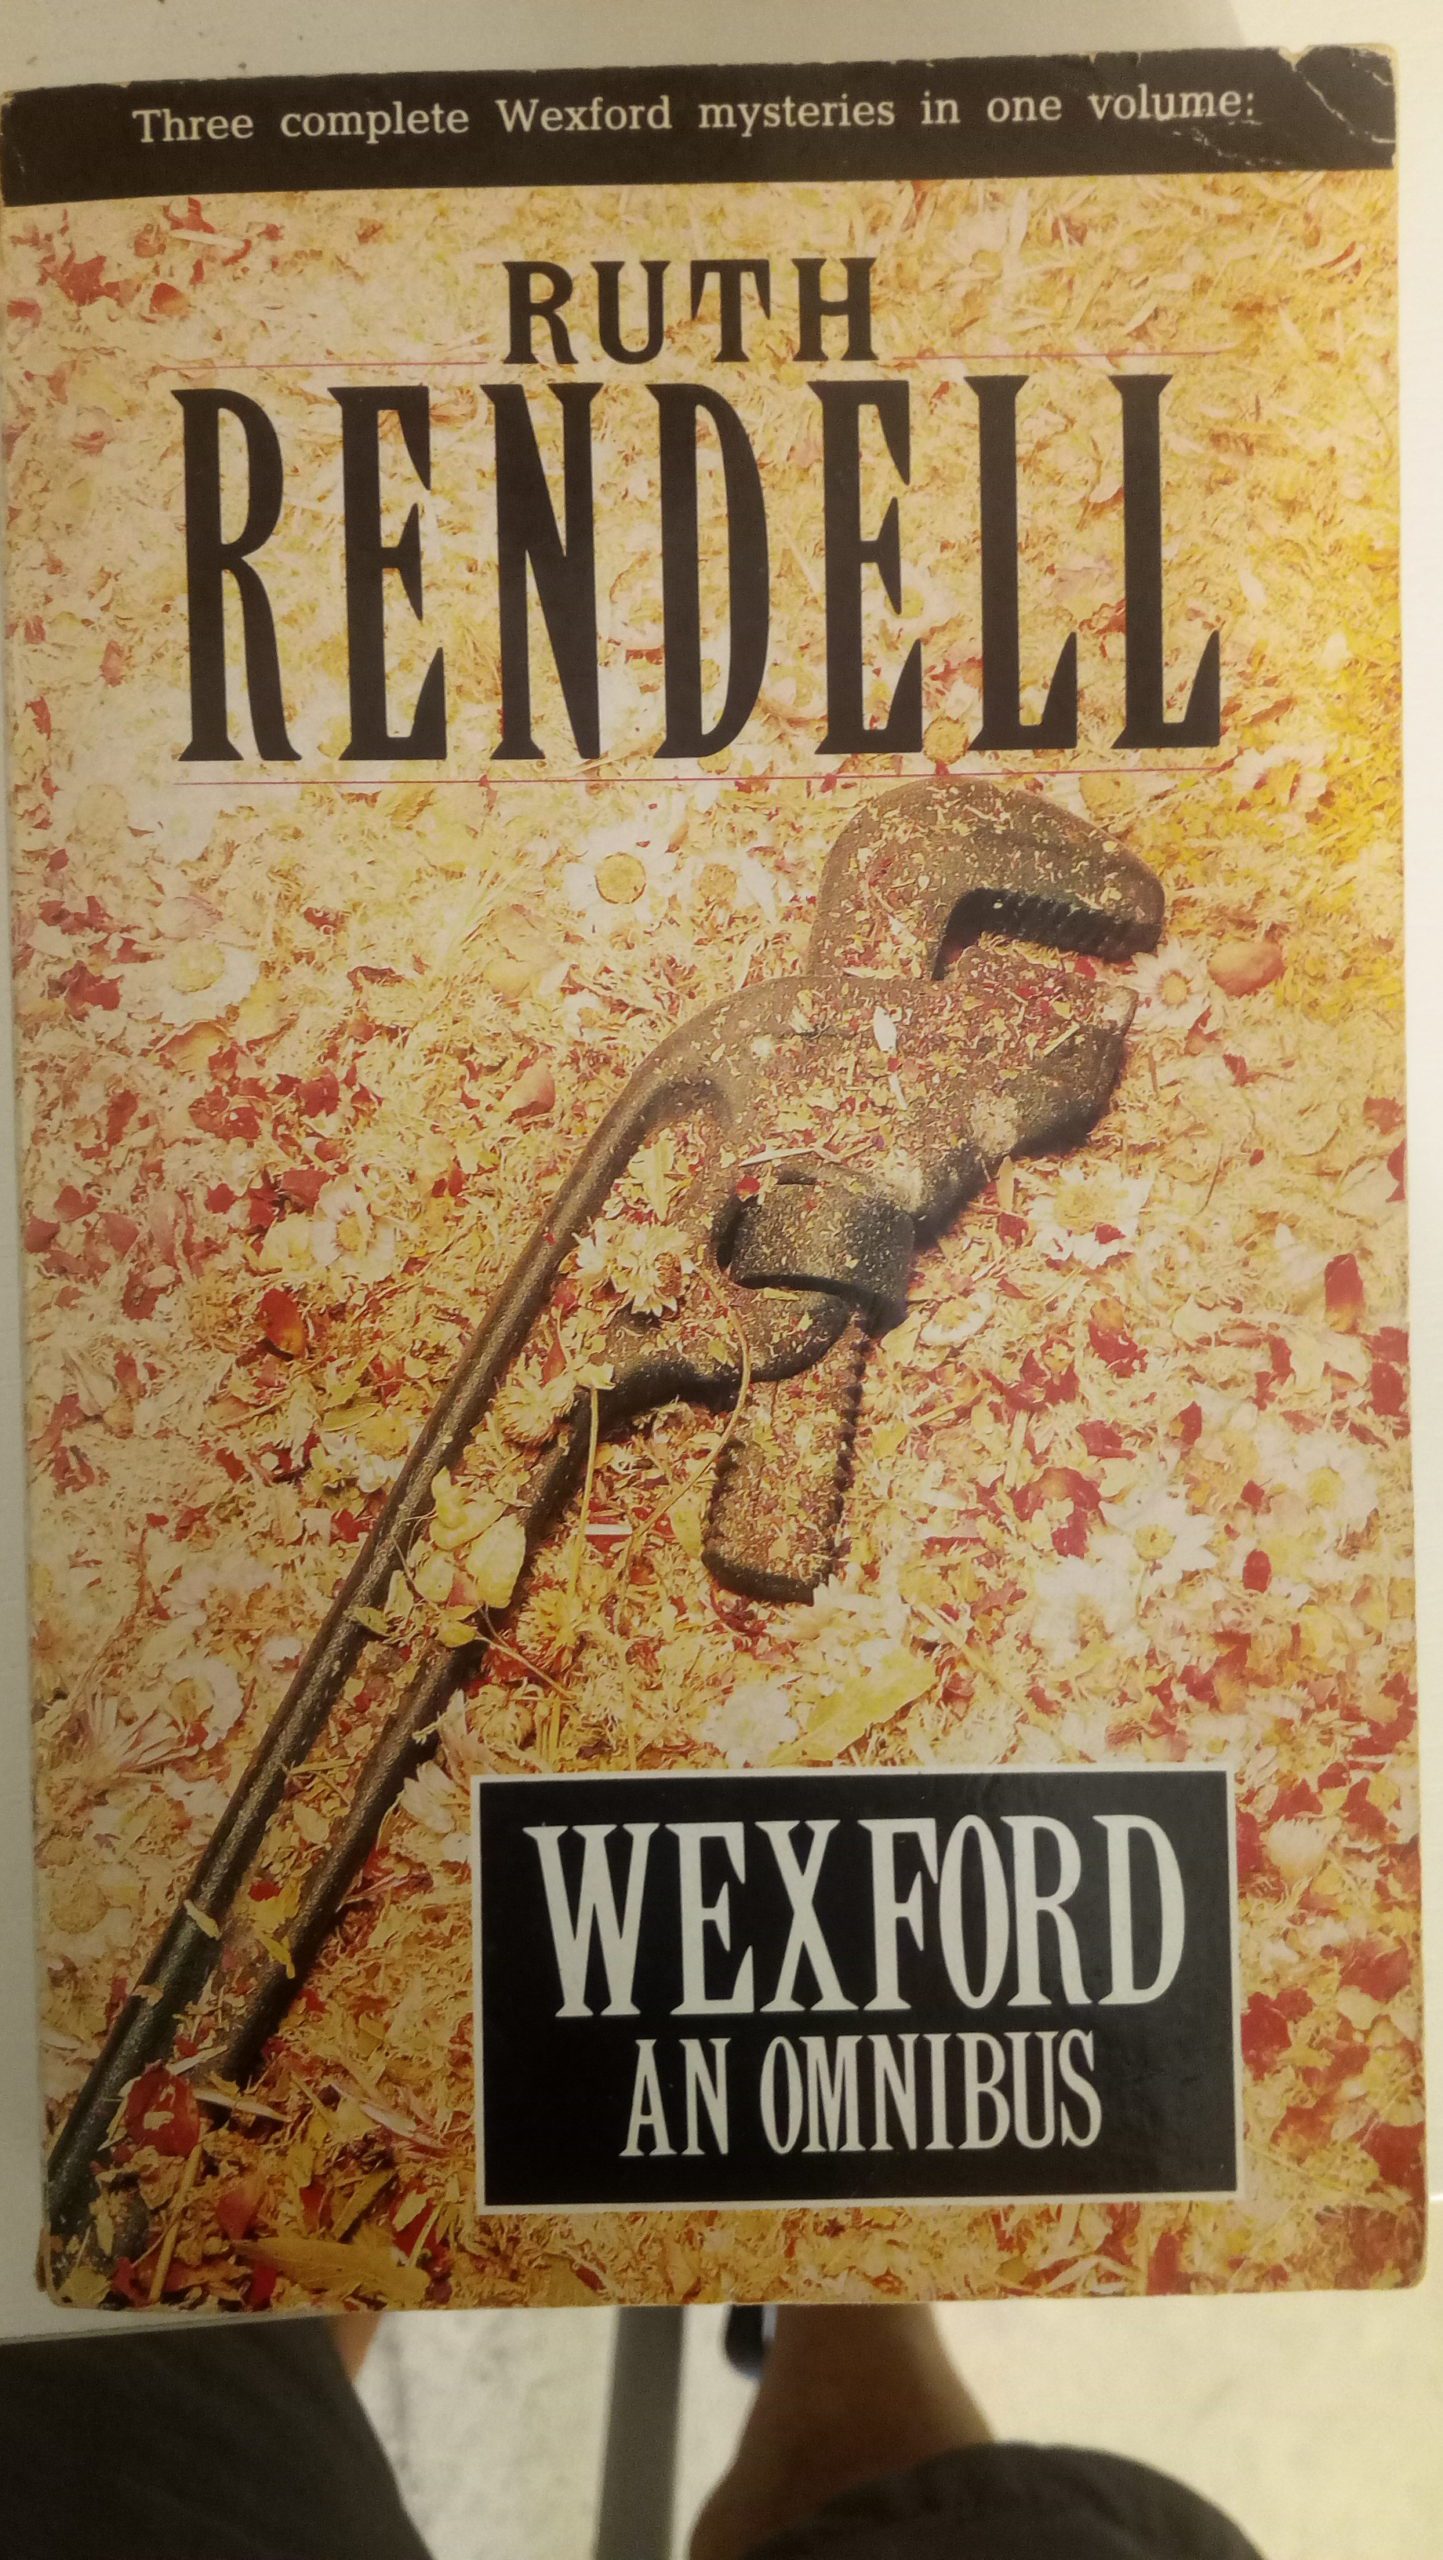 Three complete Wexford mysteries in one volume:
RUTH
RENDELL
WEXFORD
AN OMNIBUS